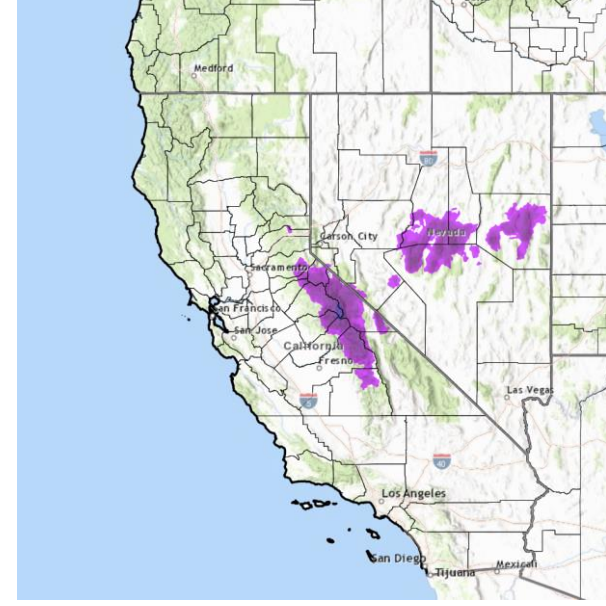 Medford
80
Nevada
Carson City
Sacramento
San Francisco
San Jose
California
Fresno
5
Las Vegas
40
Los Angeles
San Diego
Mexicali
Tijuana